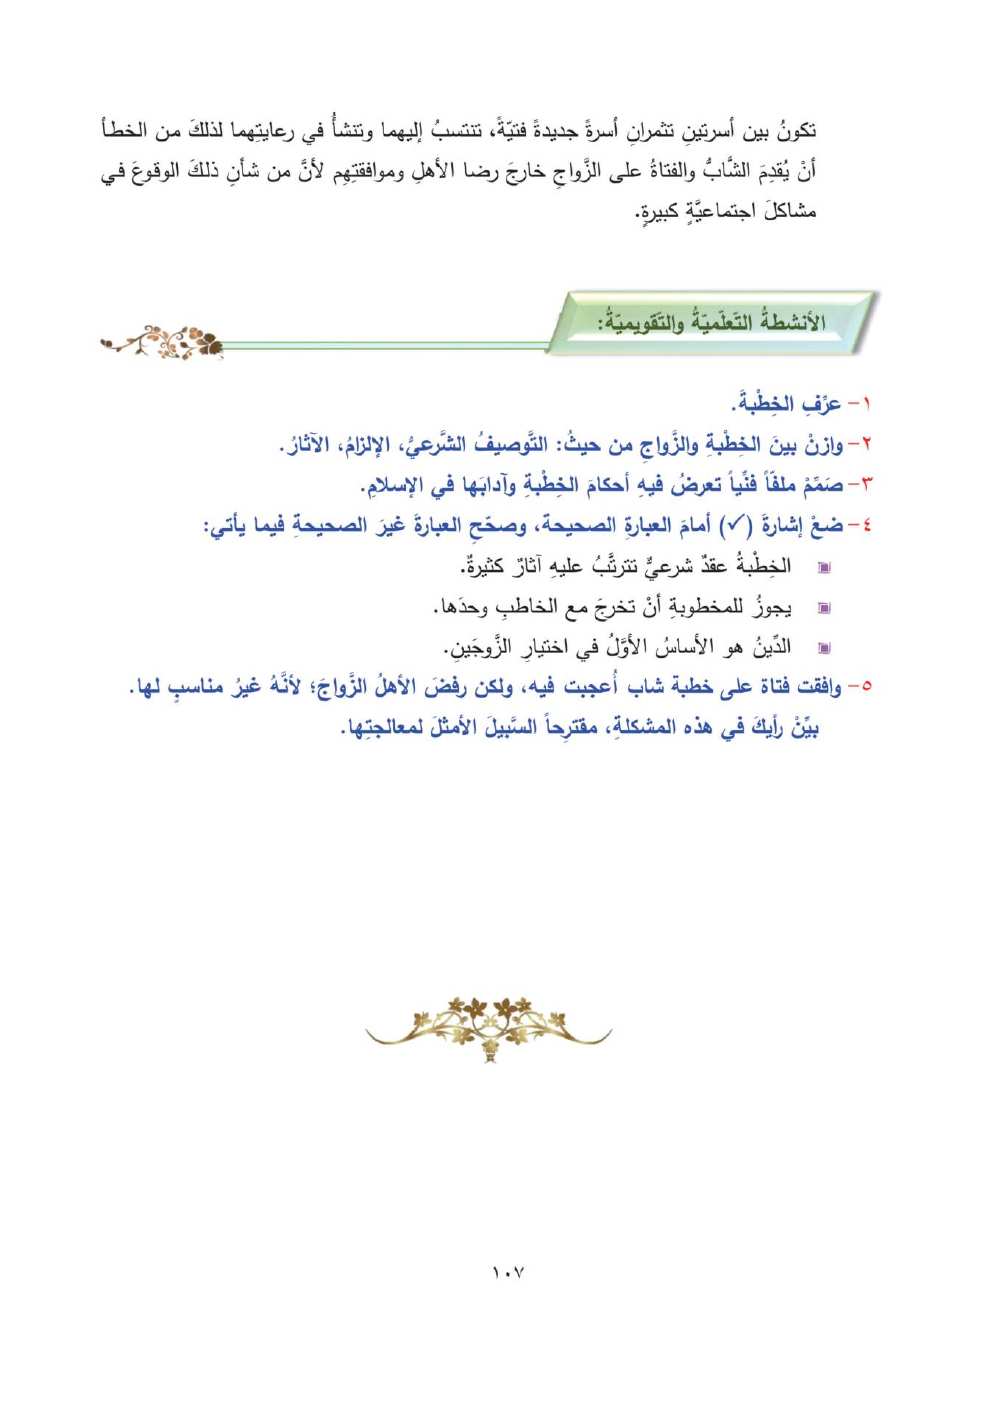 تكونُ بين أسرتينِ تثمرانِ أسرةً جديدةً فتيّةً، تنتسبُ إليهما وتنشأُ في رعايتِهما لذلكَ من الخطأ
أنْ يُقدِمَ الشَّابُّ والفتاةُ على الزَّواجِ خارجَ رضا الأهلِ وموافقتِهِم لأنَّ من شأنِ ذلكَ الوقوعَ في
مشاكلَ اجتماعيَّةٍ كبيرةٍ.
الأنشطةُ التَعلّميّةُ والتَقويميّةُ:
١- عرِّفِ الخِطْبةَ.
٢- وازنْ بينَ الخِطْبةِ والزَّواجِ من حيثُ: التَّوصيفُ الشَّرعيُّ، الإلزامُ، الآثارُ.
٣- صَمِّمْ ملفّاً فنِّياً تعرضُ فيهِ أحكامَ الخِطْبةِ وآدابَها في الإسلامِ.
٤- ضعْ إشارةَ (✓) أمامَ العبارةِ الصحيحة، وصحّحِ العبارةَ غيرَ الصحيحةِ فيما يأتي:
▣ الخِطْبةُ عقدٌ شرعيٌّ تترتَّبُ عليهِ آثارٌ كثيرةٌ.
▣ يجوزُ للمخطوبةِ أنْ تخرجَ مع الخاطبِ وحدَها.
▣ الدِّينُ هو الأساسُ الأوَّلُ في اختيارِ الزَّوجَينِ.
٥- وافقت فتاة على خطبة شاب أُعجبت فيه، ولكن رفضَ الأهلُ الزَّواجَ؛ لأنَّهُ غيرُ مناسبٍ لها.
بيِّنْ رأيكَ في هذه المشكلةِ، مقترِحاً السَّبيلَ الأمثلَ لمعالجتِها.
١٠٧